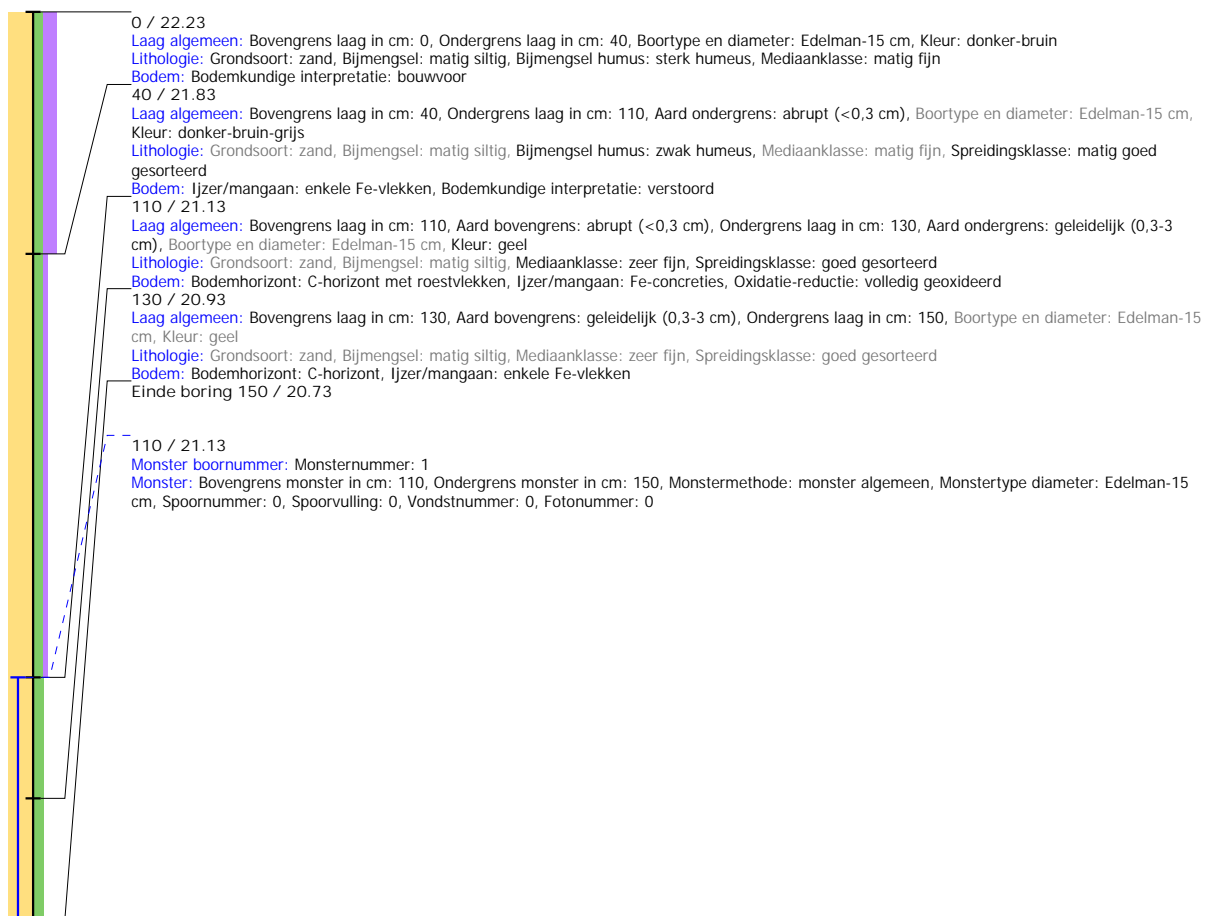 0 / 22.23
Laag algemeen: Bovengrens laag in cm: 0, Ondergrens laag in cm: 40, Boortype en diameter: Edelman-15 cm, Kleur: donker-bruin
Lithologie: Grondsoort: zand, Bijmengsel: matig siltig, Bijmengsel humus: sterk humeus, Mediaanklasse: matig fijn
Bodem: Bodemkundige interpretatie: bouwvoor
40 / 21.83
Laag algemeen: Bovengrens laag in cm: 40, Ondergrens laag in cm: 110, Aard ondergrens: abrupt (<0,3 cm), Boortype en diameter: Edelman-15 cm,
Kleur: donker-bruin-grijs
Lithologie: Grondsoort: zand, Bijmengsel: matig siltig, Bijmengsel humus: zwak humeus, Mediaanklasse: matig fijn, Spreidingsklasse: matig goed
gesorteerd
Bodem: Ijzer/mangaan: enkele Fe-vlekken, Bodemkundige interpretatie: verstoord
110 / 21.13
Laag algemeen: Bovengrens laag in cm: 110, Aard bovengrens: abrupt (<0,3 cm), Ondergrens laag in cm: 130, Aard ondergrens: geleidelijk (0,3-3
cm), Boortype en diameter: Edelman-15 cm, Kleur: geel
Lithologie: Grondsoort: zand, Bijmengsel: matig siltig, Mediaanklasse: zeer fijn, Spreidingsklasse: goed gesorteerd
Bodem: Bodemhorizont: C-horizont met roestvlekken, Ijzer/mangaan: Fe-concreties, Oxidatie-reductie: volledig geoxideerd
130 / 20.93
Laag algemeen: Bovengrens laag in cm: 130, Aard bovengrens: geleidelijk (0,3-3 cm), Ondergrens laag in cm: 150, Boortype en diameter: Edelman-15
cm, Kleur: geel
Lithologie: Grondsoort: zand, Bijmengsel: matig siltig, Mediaanklasse: zeer fijn, Spreidingsklasse: goed gesorteerd
Bodem: Bodemhorizont: C-horizont, Ijzer/mangaan: enkele Fe-vlekken
Einde boring 150 / 20.73
110 / 21.13
Monster boornummer: Monsternummer: 1
Monster: Bovengrens monster in cm: 110, Ondergrens monster in cm: 150, Monstermethode: monster algemeen, Monstertype diameter: Edelman-15
cm, Spoornummer: 0, Spoorvulling: 0, Vondstnummer: 0, Fotonummer: 0